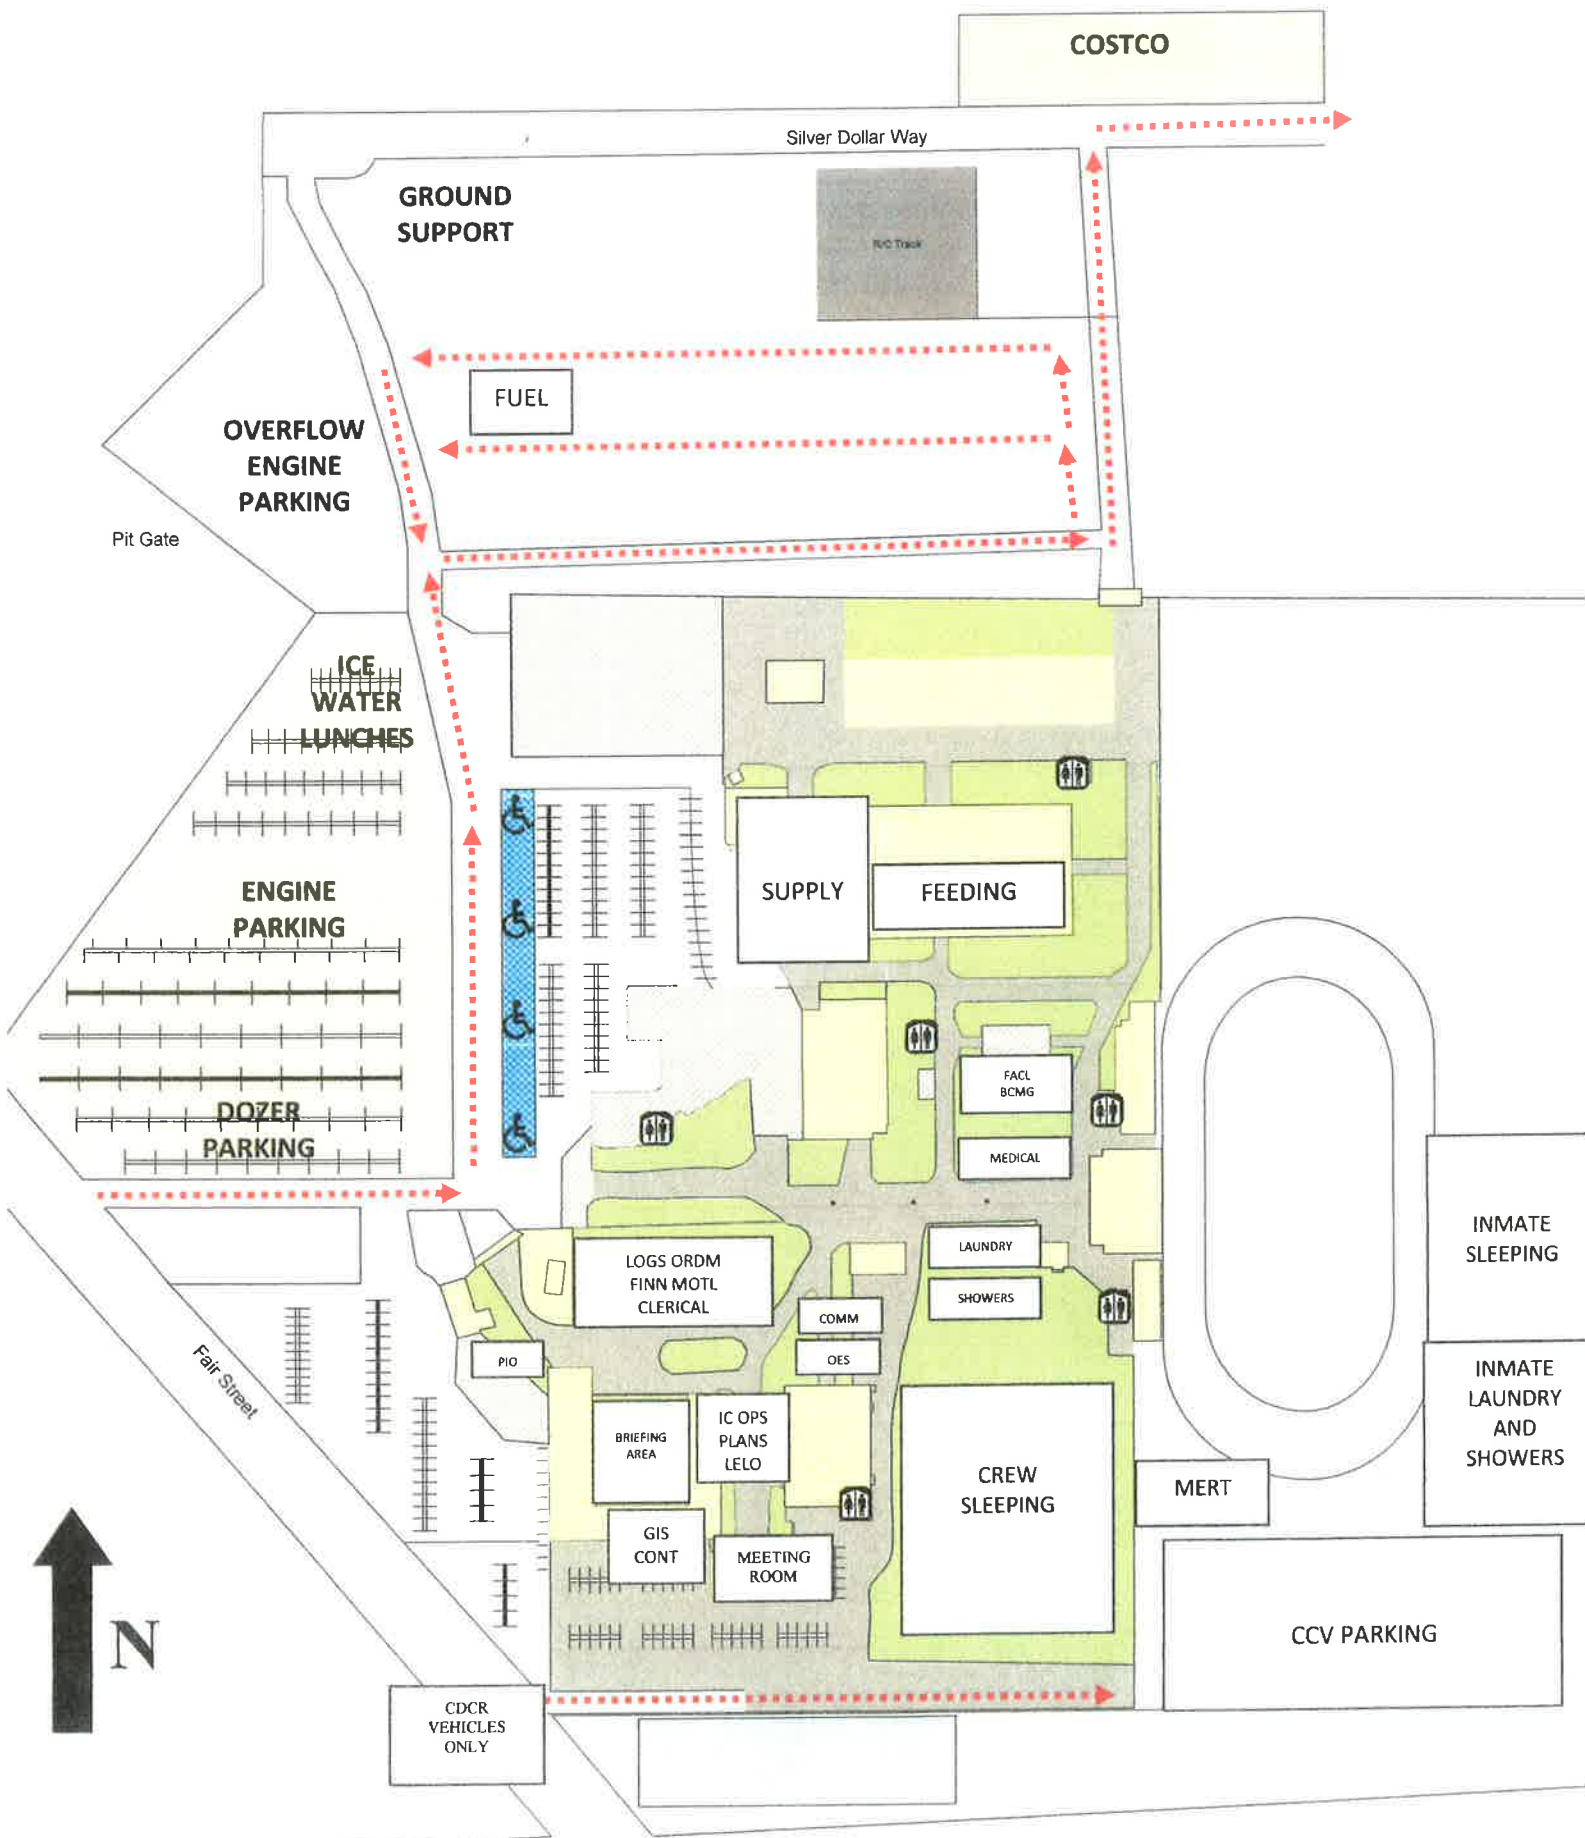 COSTCO
Silver Dollar Way
GROUND
SUPPORT
R/C Track
FUEL
OVERFLOW
ENGINE
PARKING
Pit Gate
ICE
WATER
LUNCHES
ENGINE
PARKING
SUPPLY
FEEDING
FACL
BCMG
DOZER
PARKING
MEDICAL
INMATE
SLEEPING
LOGS ORDM
FINN MOTL
CLERICAL
LAUNDRY
SHOWERS
COMM
OES
PIO
Fair Street
INMATE
LAUNDRY
AND
SHOWERS
BRIEFING
AREA
IC OPS
PLANS
LELO
CREW
SLEEPING
MERT
GIS
CONT
MEETING
ROOM
N
CCV PARKING
CDCR
VEHICLES
ONLY